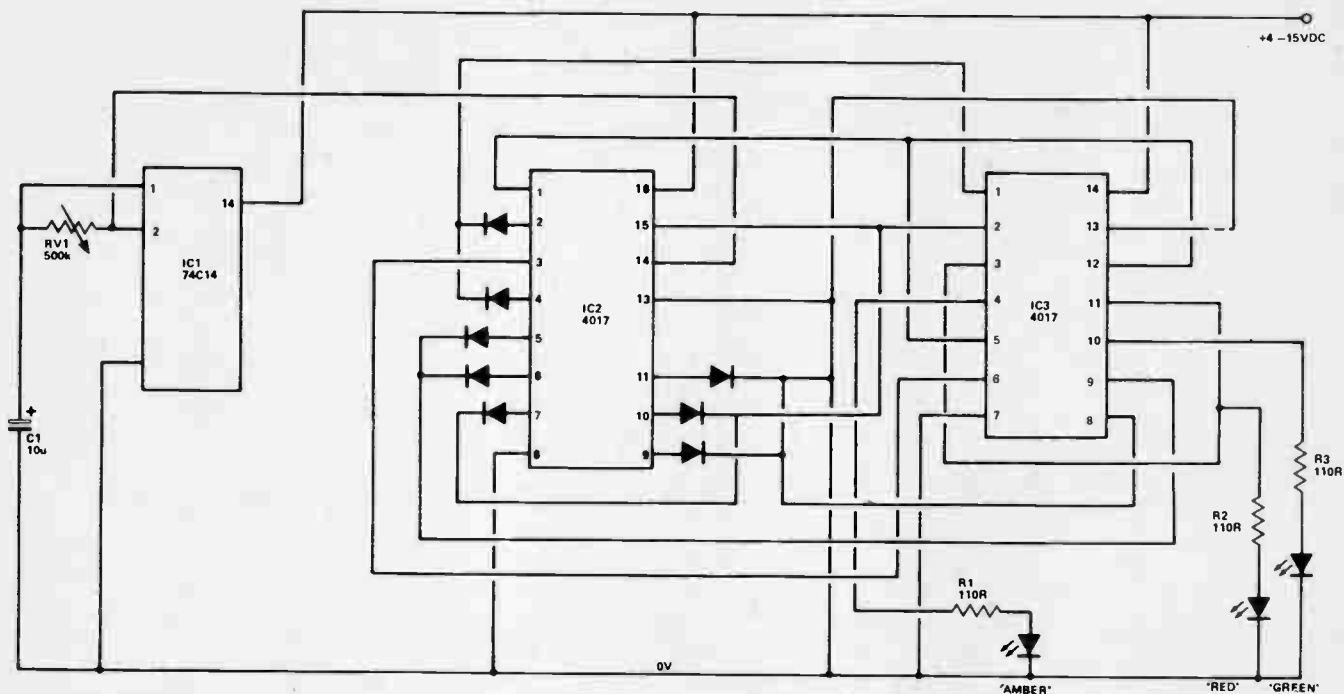 +4 –15VDC
1
2
14
RV1
500k
IC1
74C14
+
C1
10u
1
2
3
4
5
6
7
8
IC2
4017
16
15
14
13
11
10
9
1
2
3
4
5
6
7
IC3
4017
14
13
12
11
10
9
8
R3
110R
R2
110R
R1
110R
0V
'AMBER'
'RED'
'GREEN'